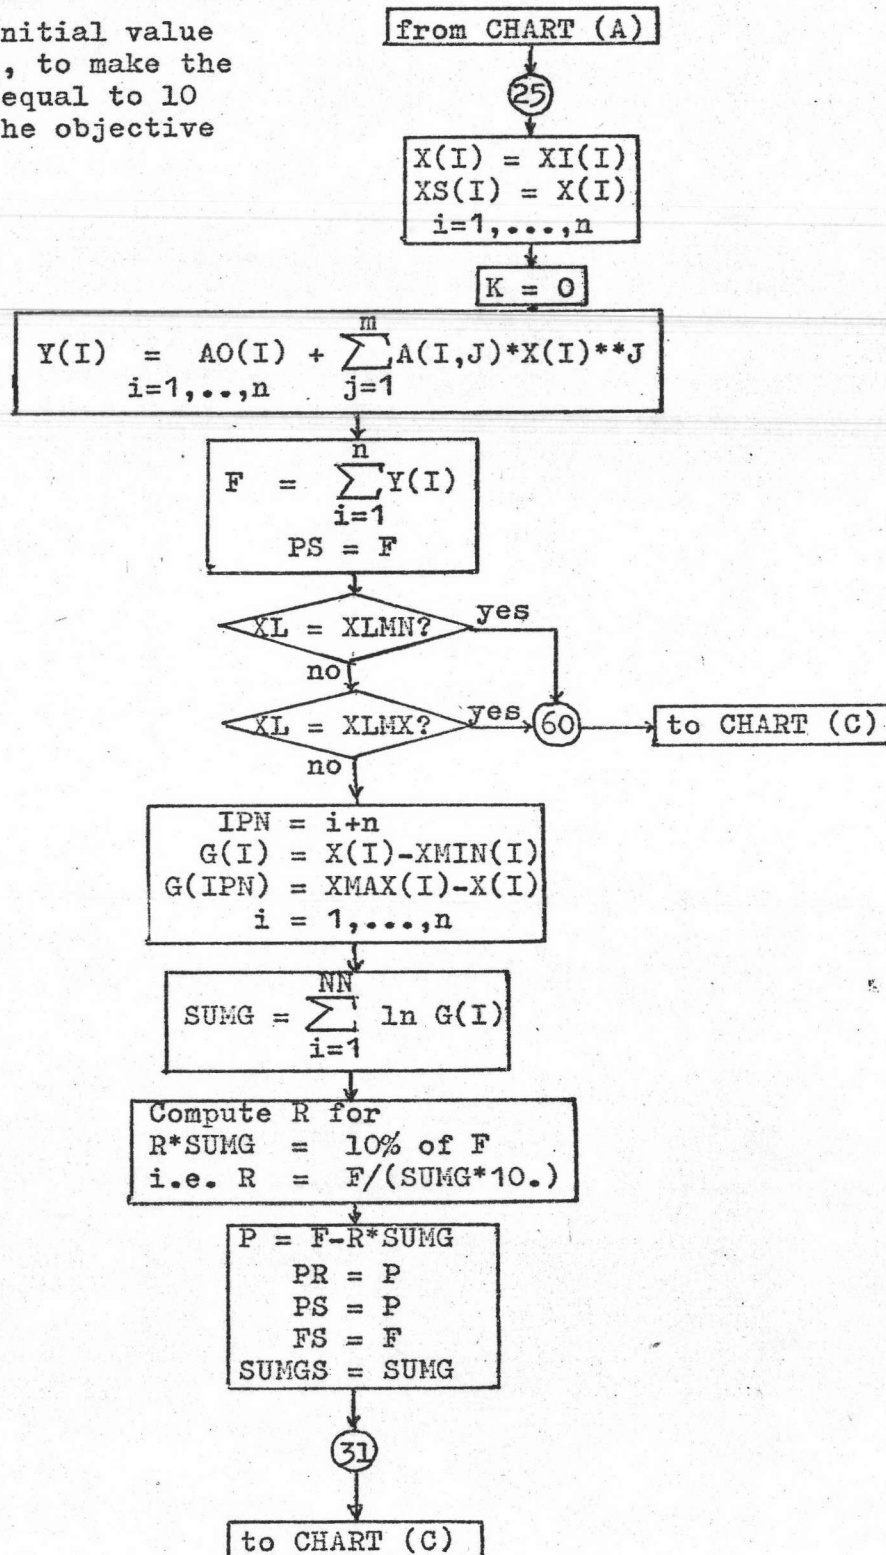 nitial value
, to make the
equal to 10
he objective
from CHART (A)
25
X(I) = XI(I)
XS(I) = X(I)
i=1,...,n
K = 0
m
Y(I) = AO(I) + ∑ A(I,J)*X(I)**J
i=1,..,n j=1
n
F = ∑ Y(I)
i=1
PS = F
XL = XLMN?
yes
no
XL = XLMX?
yes
60
to CHART (C)
no
IPN = i+n
G(I) = X(I)-XMIN(I)
G(IPN) = XMAX(I)-X(I)
i = 1,...,n
NN
SUMG = ∑ ln G(I)
i=1
Compute R for
R*SUMG = 10% of F
i.e. R = F/(SUMG*10.)
P = F-R*SUMG
PR = P
PS = P
FS = F
SUMGS = SUMG
31
to CHART (C)